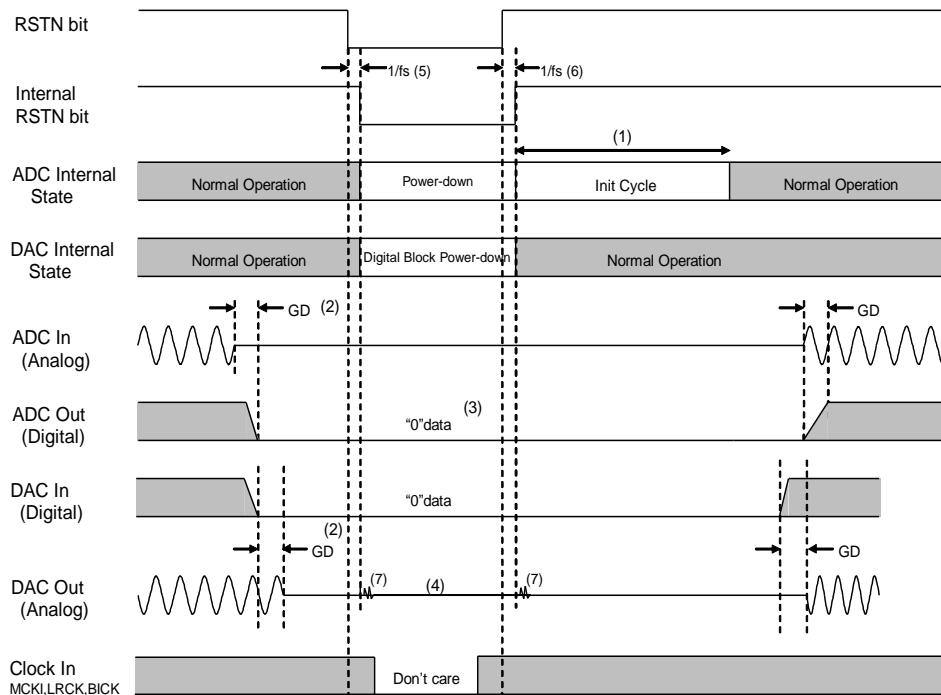 RSTN bit
1/fs (5)
1/fs (6)
Internal
RSTN bit
(1)
ADC Internal
State
Normal Operation
Power-down
Init Cycle
Normal Operation
DAC Internal
State
Normal Operation
Digital Block Power-down
Normal Operation
GD (2)
GD
ADC In
(Analog)
ADC Out
(Digital)
"0"data
(3)
DAC In
(Digital)
"0"data
(2)
GD
GD
DAC Out
(Analog)
(7)
(4)
(7)
Clock In
MCKI,LRCK,BICK
Don't care